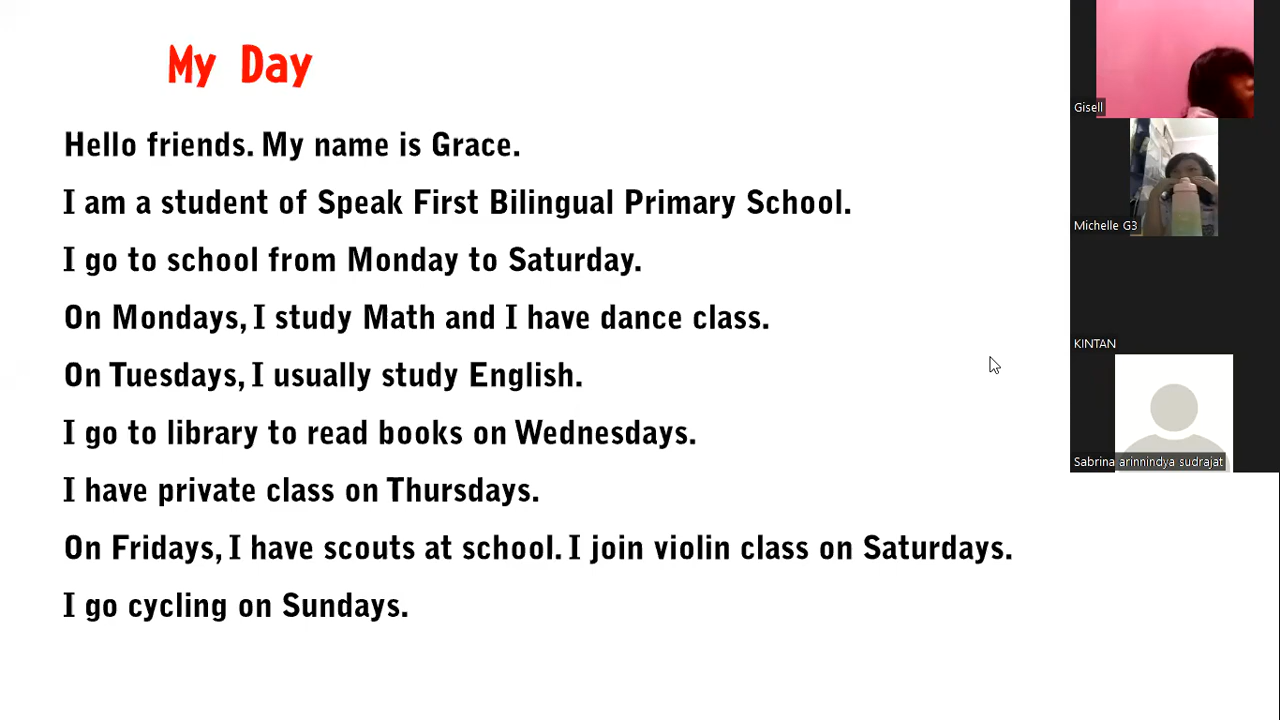 My Day
Hello friends. My name is Grace.
I am a student of Speak First Bilingual Primary School.
I go to school from Monday to Saturday.
On Mondays, I study Math and I have dance class.
On Tuesdays, I usually study English.
I go to library to read books on Wednesdays.
I have private class on Thursdays.
On Fridays, I have scouts at school. I join violin class on Saturdays.
I go cycling on Sundays.
Gisell
Michelle G3
KINTAN
Sabrina arinnindya sudrajat